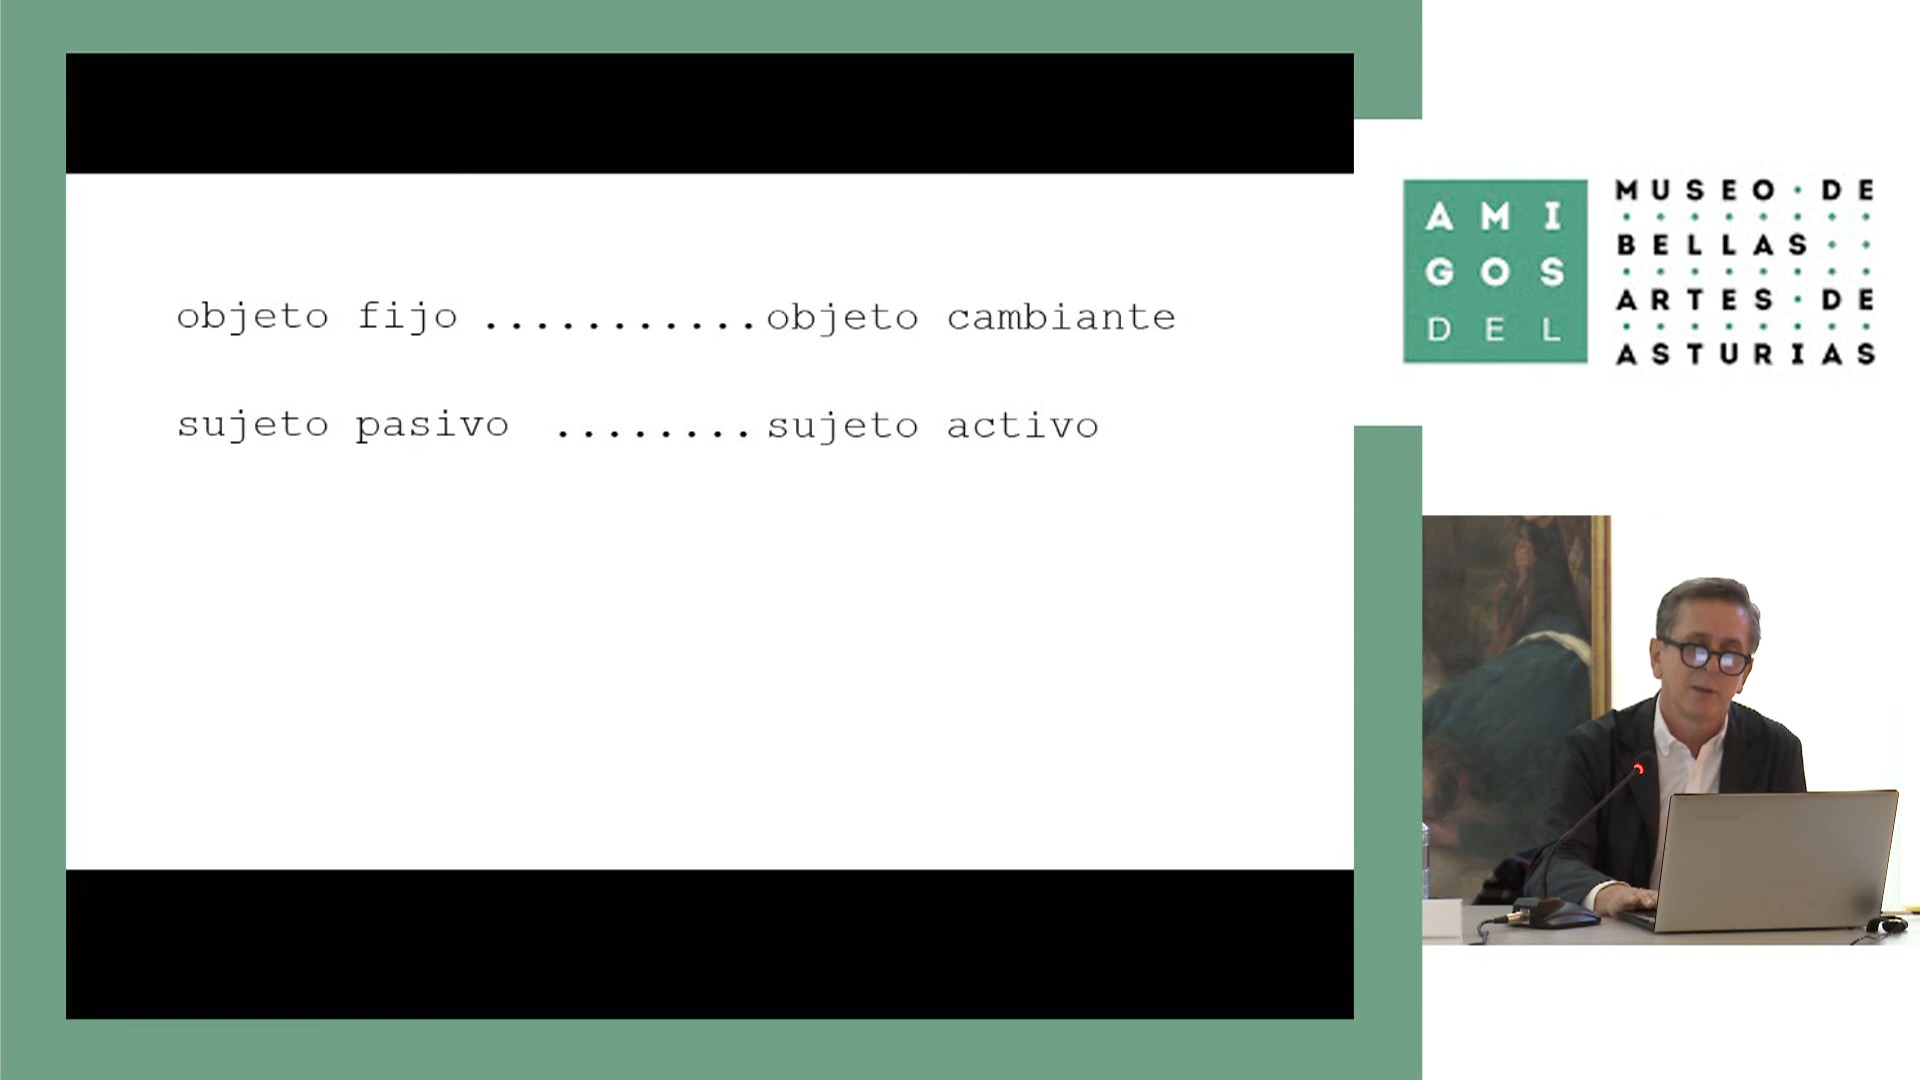 objeto fijo ...........objeto cambiante
sujeto pasivo ........sujeto activo
AMI
GOS
DEL
MUSEO·DE
BELLAS
ARTES·DE
ASTURIAS